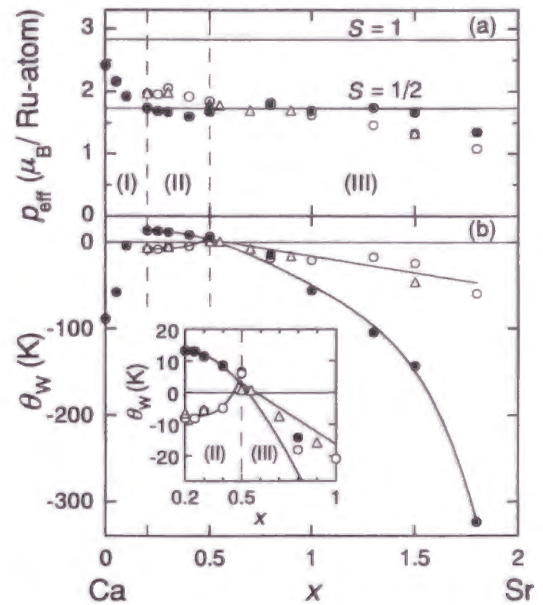 3
2
1
0
p_eff (μ_B/ Ru-atom)
S = 1
(a)
S = 1/2
(I)
(II)
(III)
(b)
0
-100
-200
-300
θ_W (K)
20
10
0
-10
-20
θ_W (K)
(II)
(III)
0.2
0.5
1
x
0
0.5
1
1.5
2
Ca
x
Sr